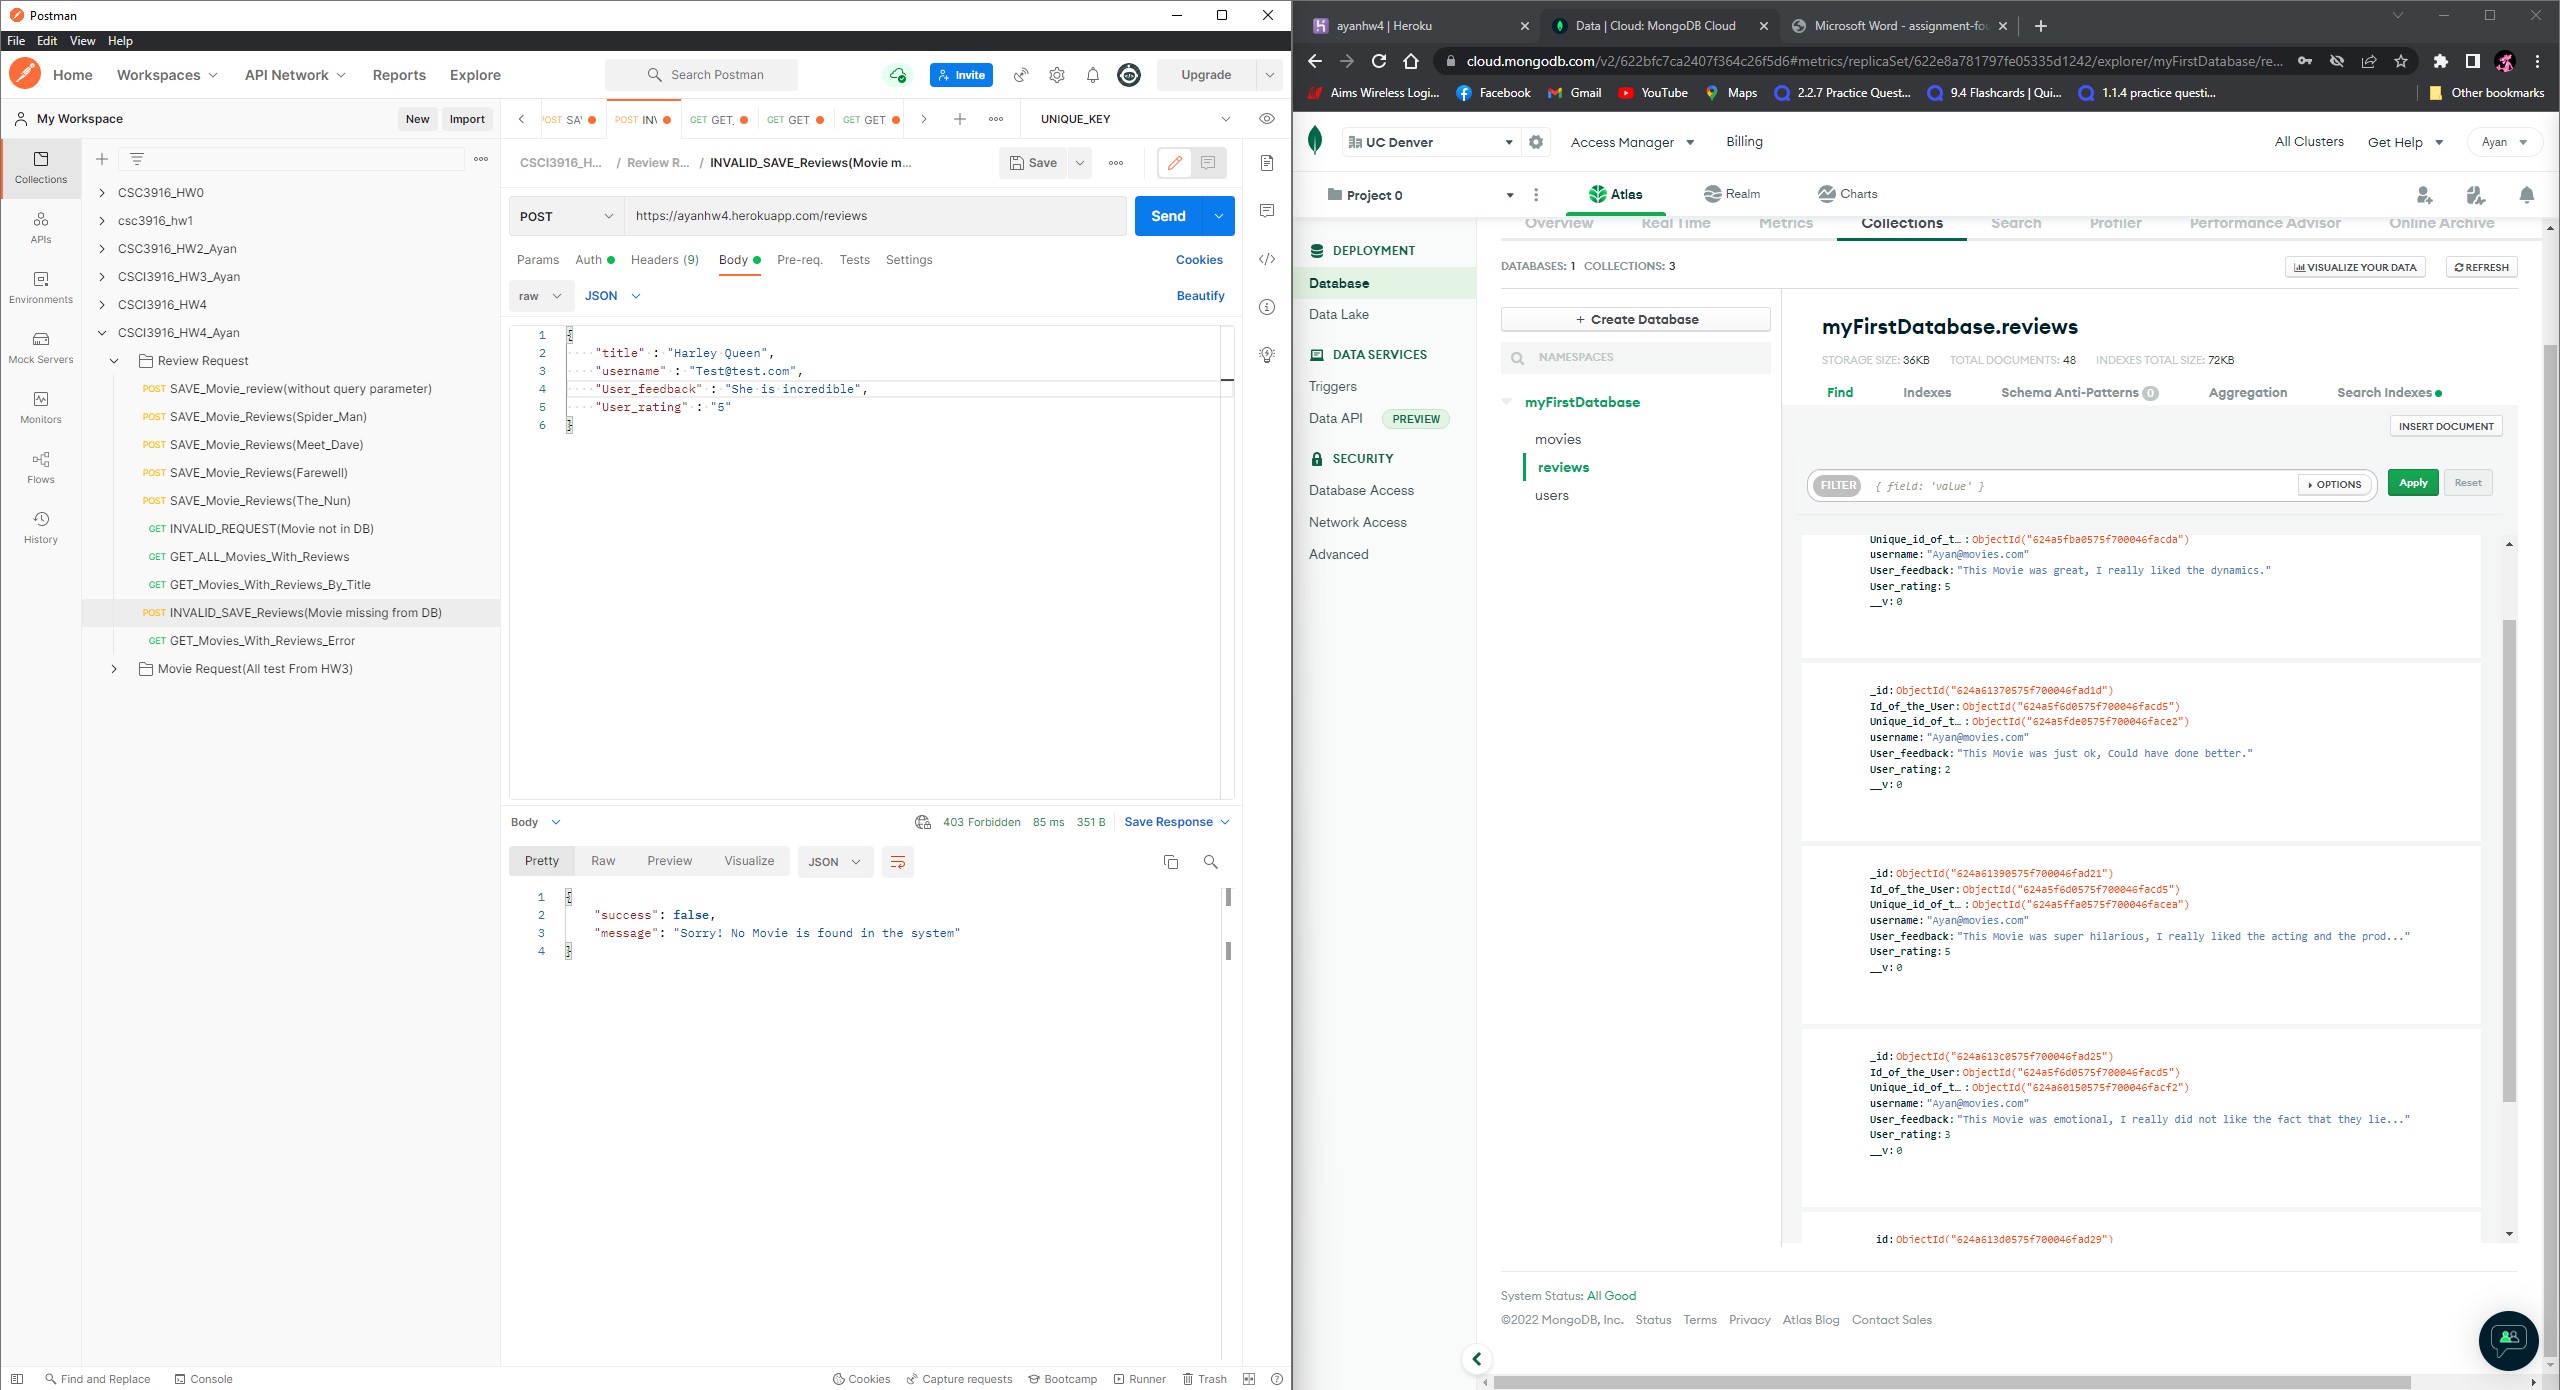 Postman
File Edit View Help
Home Workspaces API Network Reports Explore
Search Postman
Invite
Upgrade
My Workspace
New Import
POST SA'
POST IN\
GET GET.
GET GET
GET GET
UNIQUE_KEY
Collections
APIs
Environments
Mock Servers
Monitors
Flows
History
CSC3916_HW0
csc3916_hw1
CSC3916_HW2_Ayan
CSCI3916_HW3_Ayan
CSCI3916_HW4
CSCI3916_HW4_Ayan
Review Request
POST SAVE_Movie_review(without query parameter)
POST SAVE_Movie_Reviews(Spider_Man)
POST SAVE_Movie_Reviews(Meet_Dave)
POST SAVE_Movie_Reviews(Farewell)
POST SAVE_Movie_Reviews(The_Nun)
GET INVALID_REQUEST(Movie not in DB)
GET GET_ALL_Movies_With_Reviews
GET GET_Movies_With_Reviews_By_Title
POST INVALID_SAVE_Reviews(Movie missing from DB)
GET GET_Movies_With_Reviews_Error
Movie Request(All test From HW3)
CSCI3916_H... / Review R... / INVALID_SAVE_Reviews(Movie m...
Save
POST https://ayanhw4.herokuapp.com/reviews
Send
Params Auth Headers (9) Body Pre-req. Tests Settings Cookies
raw JSON Beautify
1 {
2 "title" : "Harley Queen",
3 "username" : "Test@test.com",
4 "User_feedback" : "She is incredible",
5 "User_rating" : "5"
6 }
Body 403 Forbidden 85 ms 351 B Save Response
Pretty Raw Preview Visualize JSON
1 {
2 "success": false,
3 "message": "Sorry! No Movie is found in the system"
4 }
Find and Replace Console
Cookies Capture requests Bootcamp Runner Trash
ayanhw4 | Heroku
Data | Cloud: MongoDB Cloud
Microsoft Word - assignment-fo
cloud.mongodb.com/v2/622bfc7ca2407f364c26f5d6#metrics/replicaSet/622e8a781797fe05335d1242/explorer/myFirstDatabase/re...
Aims Wireless Logi... Facebook Gmail YouTube Maps 2.2.7 Practice Quest... 9.4 Flashcards | Qui... 1.1.4 practice questi... Other bookmarks
UC Denver Access Manager Billing All Clusters Get Help Ayan
Project 0 Atlas Realm Charts
Overview Real Time Metrics Collections Search Profiler Performance Advisor Online Archive
DEPLOYMENT
Database
Data Lake
DATA SERVICES
Triggers
Data API PREVIEW
SECURITY
Database Access
Network Access
Advanced
DATABASES: 1 COLLECTIONS: 3
VISUALIZE YOUR DATA REFRESH
+ Create Database
NAMESPACES
myFirstDatabase
movies
reviews
users
myFirstDatabase.reviews
STORAGE SIZE: 36KB TOTAL DOCUMENTS: 48 INDEXES TOTAL SIZE: 72KB
Find Indexes Schema Anti-Patterns 0 Aggregation Search Indexes
INSERT DOCUMENT
FILTER { field: 'value' } OPTIONS Apply Reset
Unique_id_of_t… : ObjectId("624a5fba0575f700046facda")
username: "Ayan@movies.com"
User_feedback: "This Movie was great, I really liked the dynamics."
User_rating: 5
__v: 0
_id: ObjectId("624a61370575f700046fad1d")
Id_of_the_User: ObjectId("624a5f6d0575f700046facd5")
Unique_id_of_t… : ObjectId("624a5fde0575f700046face2")
username: "Ayan@movies.com"
User_feedback: "This Movie was just ok, Could have done better."
User_rating: 2
__v: 0
_id: ObjectId("624a61390575f700046fad21")
Id_of_the_User: ObjectId("624a5f6d0575f700046facd5")
Unique_id_of_t… : ObjectId("624a5ffa0575f700046facea")
username: "Ayan@movies.com"
User_feedback: "This Movie was super hilarious, I really liked the acting and the prod..."
User_rating: 5
__v: 0
_id: ObjectId("624a613c0575f700046fad25")
Id_of_the_User: ObjectId("624a5f6d0575f700046facd5")
Unique_id_of_t… : ObjectId("624a60150575f700046facf2")
username: "Ayan@movies.com"
User_feedback: "This Movie was emotional, I really did not like the fact that they lie..."
User_rating: 3
__v: 0
_id: ObjectId("624a613d0575f700046fad29")
System Status: All Good
©2022 MongoDB, Inc. Status Terms Privacy Atlas Blog Contact Sales